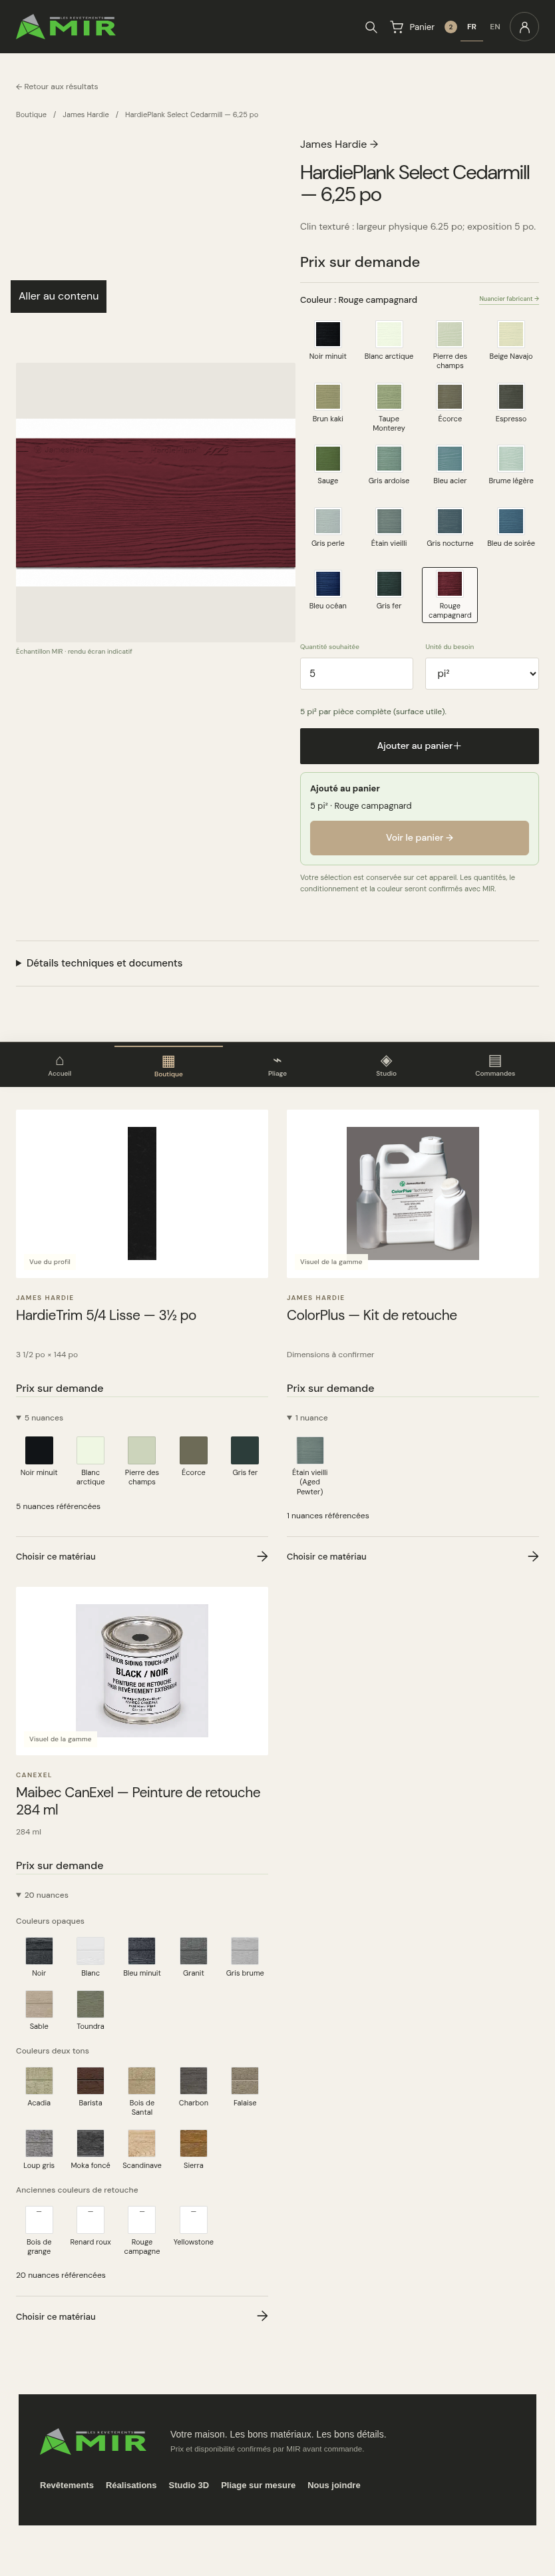 LES REVÊTEMENTS
MIR
Panier
2
FR
EN
← Retour aux résultats
Boutique / James Hardie / HardiePlank Select Cedarmill — 6,25 po
James Hardie →
HardiePlank Select Cedarmill
— 6,25 po
Clin texturé : largeur physique 6.25 po; exposition 5 po.
Prix sur demande
Aller au contenu
Couleur : Rouge campagnard
Nuancier fabricant →
Noir minuit
Blanc arctique
Pierre des
champs
Beige Navajo
Brun kaki
Taupe
Monterey
Écorce
Espresso
Sauge
Gris ardoise
Bleu acier
Brume légère
Gris perle
Étain vieilli
Gris nocturne
Bleu de soirée
Bleu océan
Gris fer
Rouge
campagnard
Échantillon MIR · rendu écran indicatif
Quantité souhaitée
Unité du besoin
5
pi²
5 pi² par pièce complète (surface utile).
Ajouter au panier+
Ajouté au panier
5 pi² · Rouge campagnard
Voir le panier →
Votre sélection est conservée sur cet appareil. Les quantités, le
conditionnement et la couleur seront confirmés avec MIR.
▶ Détails techniques et documents
Accueil
Boutique
Pliage
Studio
Commandes
Vue du profil
JAMES HARDIE
HardieTrim 5/4 Lisse — 3½ po
3 1/2 po × 144 po
Prix sur demande
▼ 5 nuances
Noir minuit
Blanc
arctique
Pierre des
champs
Écorce
Gris fer
5 nuances référencées
Choisir ce matériau →
ColorPlus
Visuel de la gamme
JAMES HARDIE
ColorPlus — Kit de retouche
Dimensions à confirmer
Prix sur demande
▼ 1 nuance
Étain vieilli
(Aged
Pewter)
1 nuances référencées
Choisir ce matériau →
EXTERIOR SIDING TOUCH-UP PAINT
BLACK / NOIR
PEINTURE DE RETOUCHE
POUR REVÊTEMENT EXTÉRIEUR
Visuel de la gamme
CANEXEL
Maibec CanExel — Peinture de retouche
284 ml
284 ml
Prix sur demande
▼ 20 nuances
Couleurs opaques
Noir
Blanc
Bleu minuit
Granit
Gris brume
Sable
Toundra
Couleurs deux tons
Acadia
Barista
Bois de
Santal
Charbon
Falaise
Loup gris
Moka foncé
Scandinave
Sierra
Anciennes couleurs de retouche
—
—
—
—
Bois de
grange
Renard roux
Rouge
campagne
Yellowstone
20 nuances référencées
Choisir ce matériau →
LES REVÊTEMENTS
MIR
Votre maison. Les bons matériaux. Les bons détails.
Prix et disponibilité confirmés par MIR avant commande.
Revêtements
Réalisations
Studio 3D
Pliage sur mesure
Nous joindre